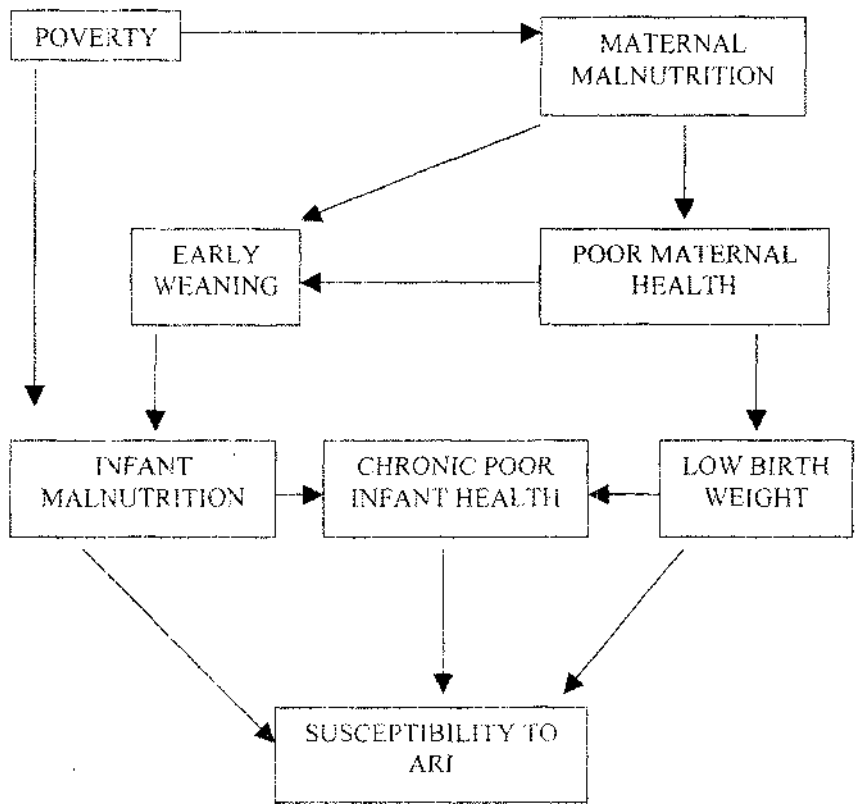 POVERTY
MATERNAL
MALNUTRITION
EARLY
WEANING
POOR MATERNAL
HEALTH
INFANT
MALNUTRITION
CHRONIC POOR
INFANT HEALTH
LOW BIRTH
WEIGHT
SUSCEPTIBILITY TO
ARI